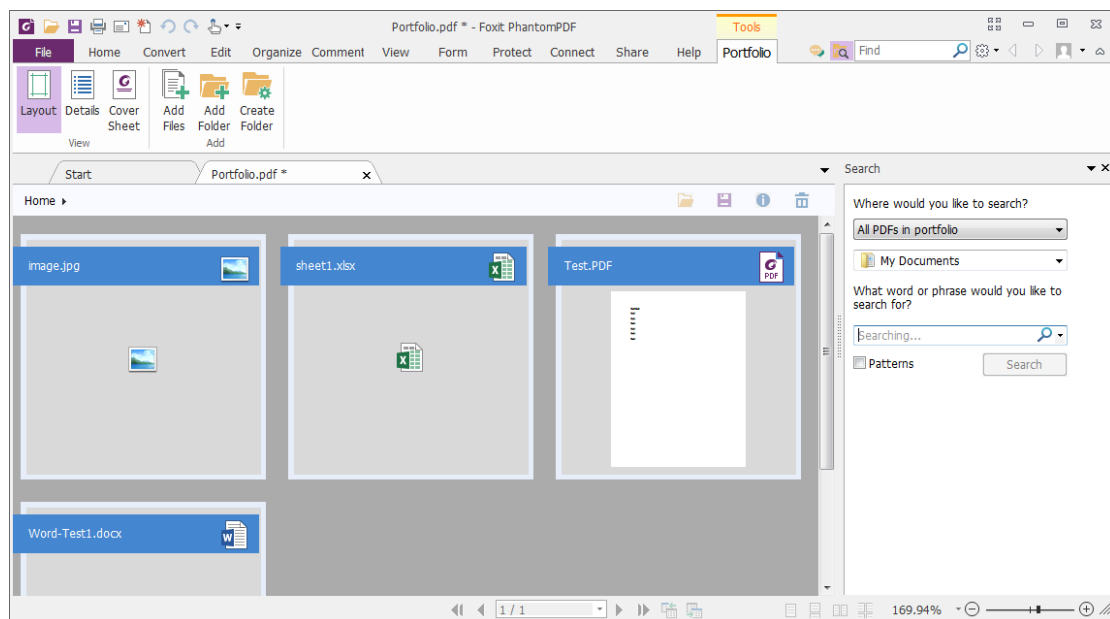 Portfolio.pdf * - Foxit PhantomPDF
Tools
File Home Convert Edit Organize Comment View Form Protect Connect Share Help Portfolio Find
Layout Details Cover Sheet Add Files Add Folder Create Folder
View Add
Start
Portfolio.pdf *
Home
image.jpg
sheet1.xlsx
Test.PDF
G
PDF
Word-Test1.docx
Search
Where would you like to search?
All PDFs in portfolio
My Documents
What word or phrase would you like to
search for?
Searching...
Patterns
Search
1 / 1
169.94%